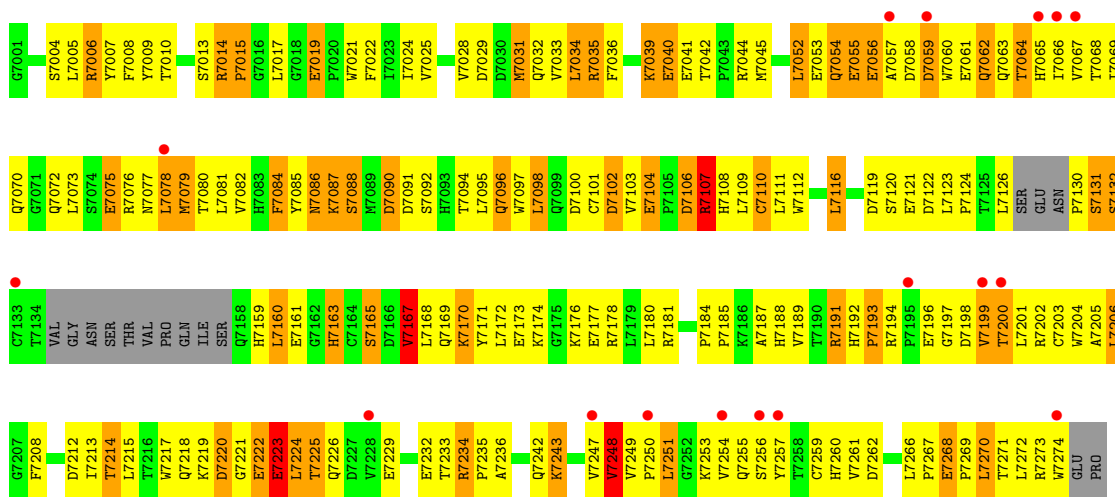 G7001 S7004 L7005 R7006 Y7007 F7008 Y7009 T7010 S7013 R7014 P7015 G7016 L7017 G7018 E7019 P7020 W7021 F7022 I7023 I7024 V7025 V7028 D7029 D7030 M7031 Q7032 V7033 L7034 R7035 F7036 K7039 E7040 E7041 T7042 P7043 R7044 M7045 L7052 E7053 Q7054 E7055 E7056 A7057 D7058 D7059 W7060 E7061 Q7062 Q7063 T7064 H7065 I7066 V7067 T7068 I7069
Q7070 G7071 Q7072 L7073 S7074 E7075 R7076 N7077 L7078 M7079 T7080 L7081 V7082 H7083 F7084 Y7085 N7086 K7087 S7088 M7089 D7090 D7091 S7092 H7093 T7094 L7095 Q7096 W7097 L7098 Q7099 D7100 C7101 D7102 V7103 E7104 P7105 D7106 R7107 H7108 L7109 C7110 L7111 W7112 L7116 D7119 S7120 E7121 D7122 L7123 P7124 T7125 L7126 SER GLU ASN P7130 S7131 S7132
C7133 T7134 VAL GLY ASN SER THR VAL PRO GLN ILE SER Q7158 H7159 L7160 E7161 G7162 H7163 C7164 S7165 D7166 V7167 L7168 Q7169 K7170 Y7171 L7172 E7173 K7174 G7175 K7176 E7177 R7178 L7179 L7180 R7181 P7184 P7185 K7186 A7187 H7188 V7189 T7190 R7191 H7192 P7193 R7194 P7195 E7196 G7197 D7198 V7199 T7200 L7201 R7202 C7203 W7204 A7205 L7206
G7207 F7208 D7212 I7213 T7214 L7215 T7216 W7217 Q7218 K7219 D7220 G7221 E7222 E7223 L7224 T7225 Q7226 D7227 V7228 E7229 E7232 T7233 R7234 P7235 A7236 Q7242 K7243 V7247 V7248 V7249 P7250 L7251 G7252 K7253 V7254 Q7255 S7256 Y7257 T7258 C7259 H7260 V7261 D7262 L7266 P7267 E7268 P7269 L7270 T7271 L7272 R7273 W7274 GLU PRO